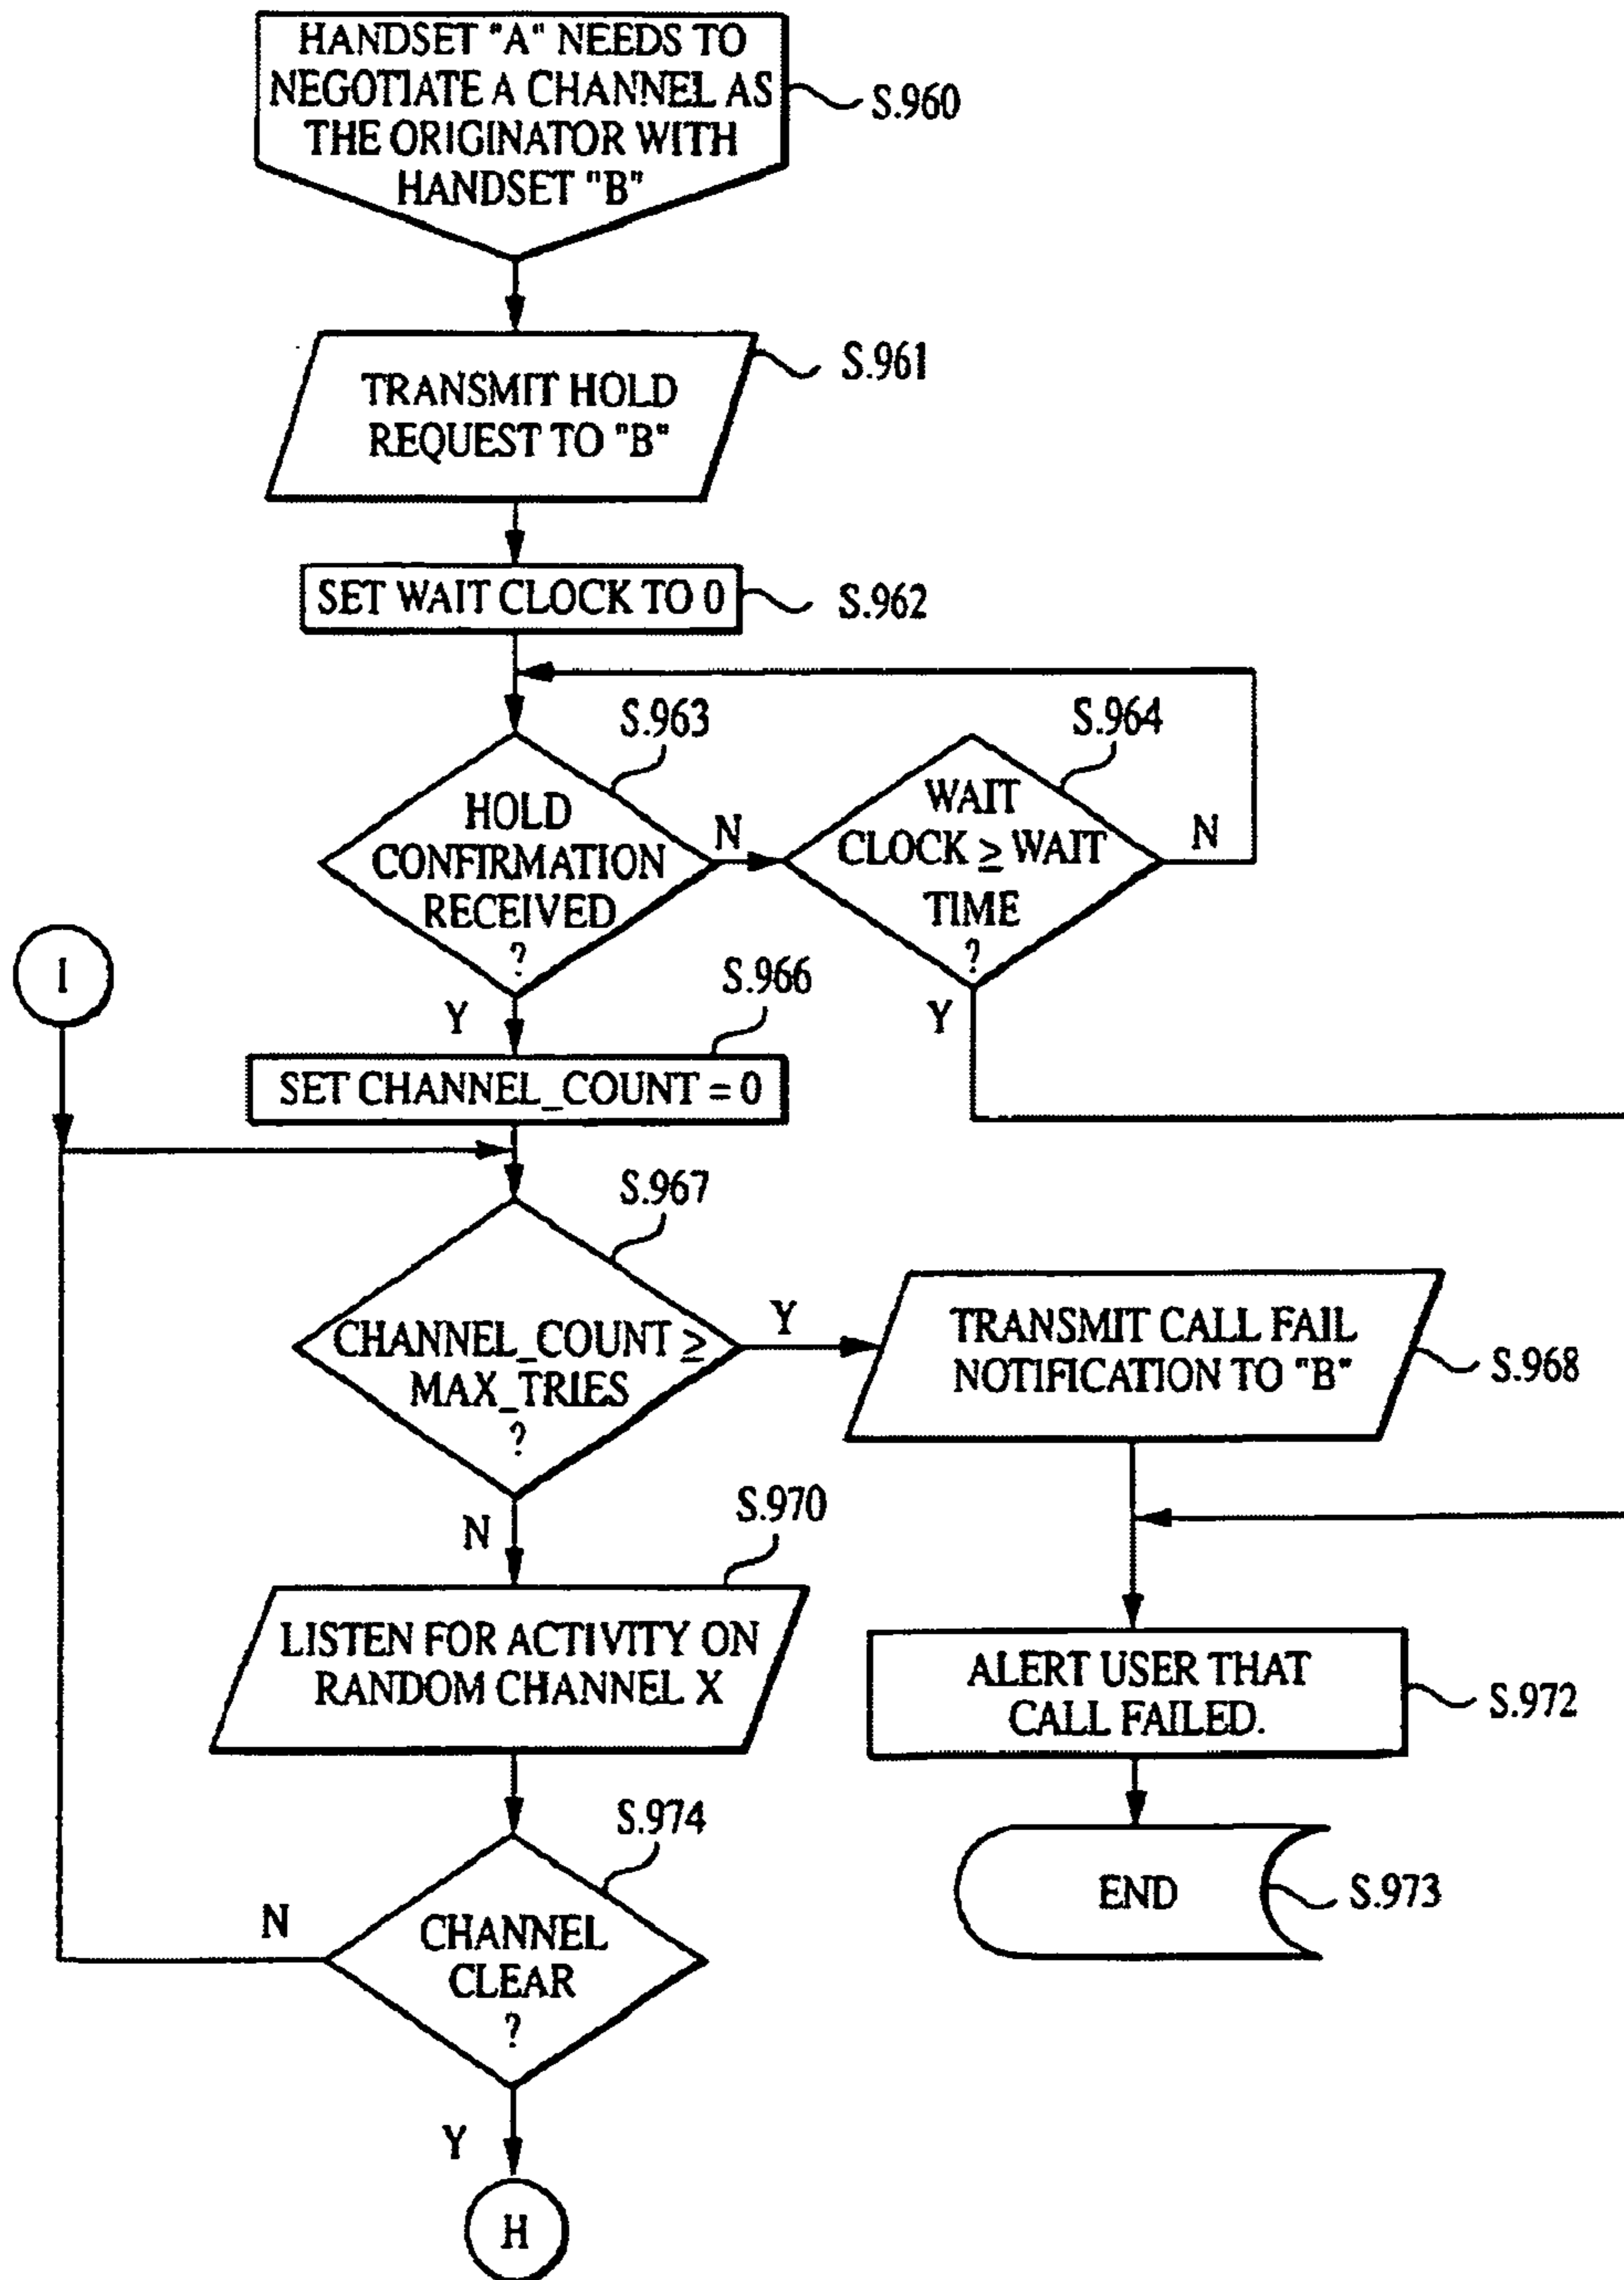 HANDSET "A" NEEDS TO
NEGOTIATE A CHANNEL AS
THE ORIGINATOR WITH
HANDSET "B"
S.960
TRANSMIT HOLD
REQUEST TO "B"
S.961
SET WAIT CLOCK TO 0
S.962
S.963
HOLD
CONFIRMATION
RECEIVED
?
N
Y
S.964
WAIT
CLOCK ≥ WAIT
TIME
?
N
Y
I
S.966
SET CHANNEL_COUNT = 0
S.967
CHANNEL_COUNT ≥
MAX_TRIES
?
Y
N
TRANSMIT CALL FAIL
NOTIFICATION TO "B"
S.968
S.970
LISTEN FOR ACTIVITY ON
RANDOM CHANNEL X
ALERT USER THAT
CALL FAILED.
S.972
S.974
CHANNEL
CLEAR
?
N
Y
END
S.973
H